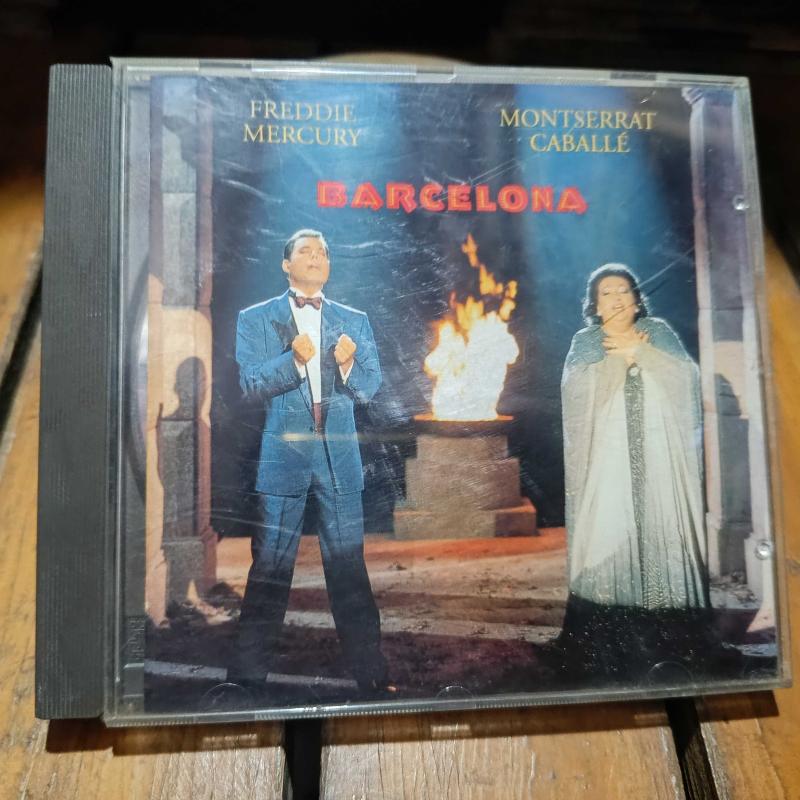 FREDDIE
MERCURY
MONTSERRAT
CABALLÉ
BARCELONA